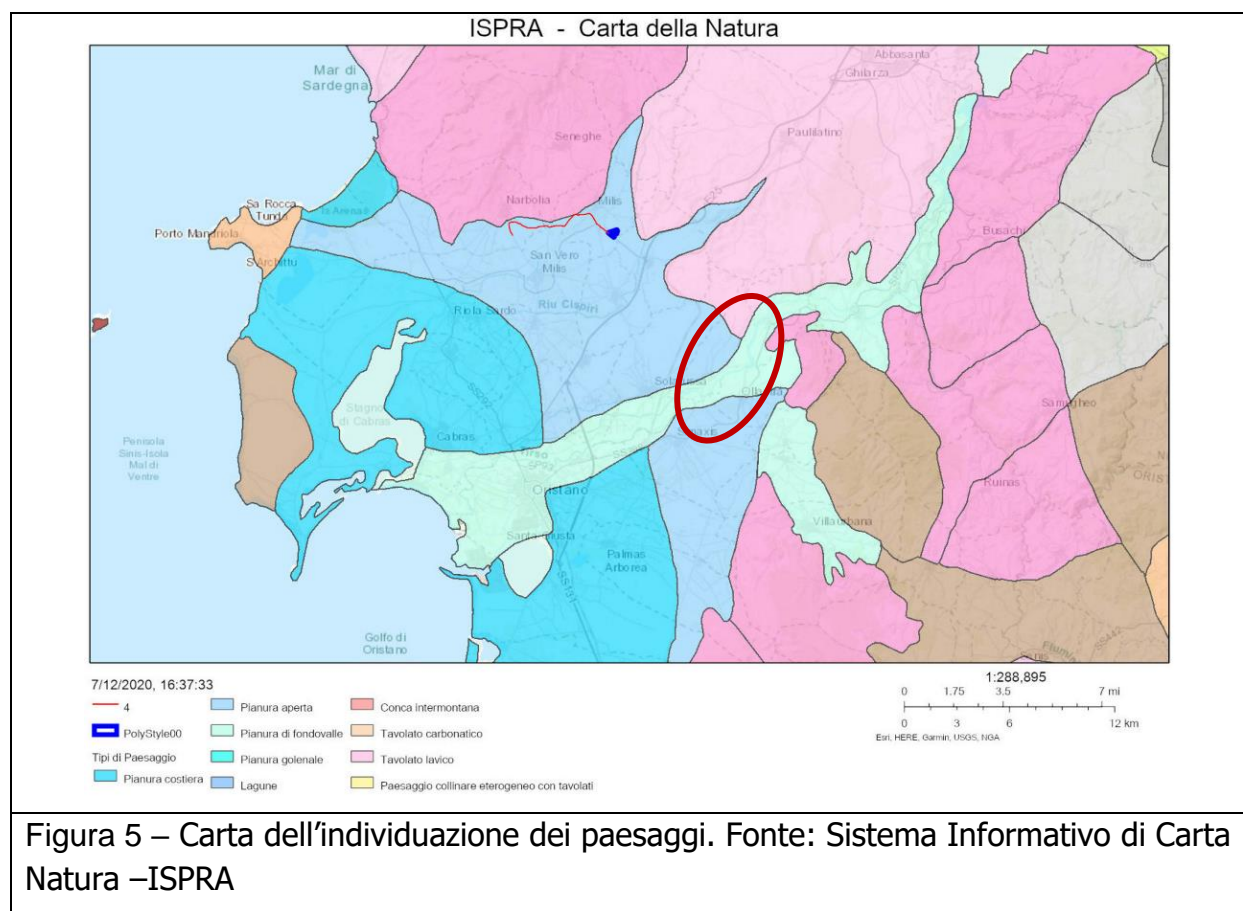 ISPRA - Carta della Natura
Mar di
Sardegna
Abbasanta
Ghilarza
Seneghe
Paulilatino
Sa Rocca
Tunda
Is Arenas
Narbolia
Milis
Porto Mandriola
S'Archittu
San Vero
Milis
Busachi
Riu Cispiri
Riola Sardo
Stagno
di Cabras
Samugheo
Penisola
Sinis-Isola
Mal di
Ventre
Cabras
Tirso
Oristano
Ruinas
Villaurbana
Santa Giusta
Palmas
Arborea
SS131
Golfo di
Oristano
SS442
7/12/2020, 16:37:33
4
PolyStyle00
Tipi di Paesaggio
Pianura costiera
Pianura aperta
Pianura di fondovalle
Pianura golenale
Lagune
Conca intermontana
Tavolato carbonatico
Tavolato lavico
Paesaggio collinare eterogeneo con tavolati
1:288,895
0 1.75 3.5 7 mi
0 3 6 12 km
Esri, HERE, Garmin, USGS, NGA
Figura 5 – Carta dell'individuazione dei paesaggi. Fonte: Sistema Informativo di Carta
Natura –ISPRA